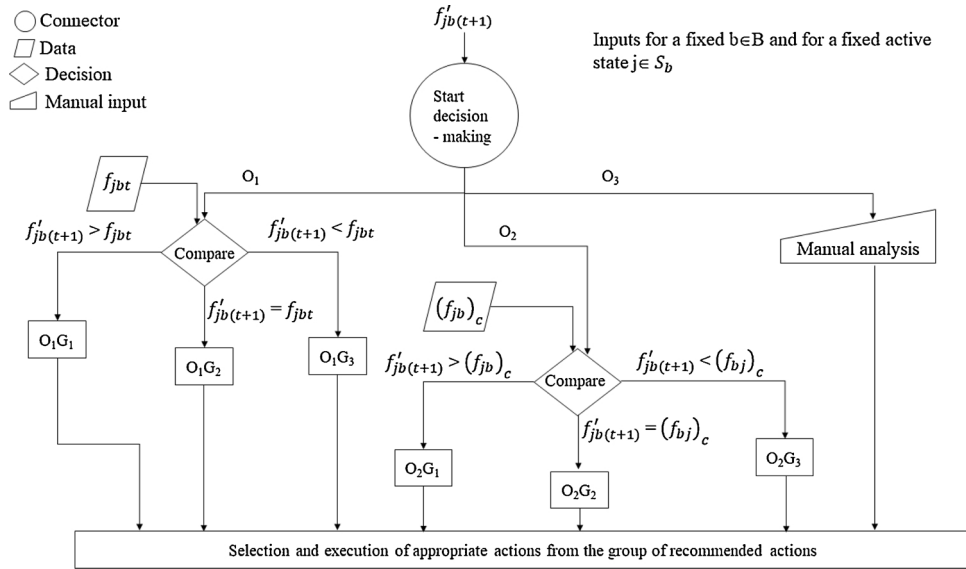 Connector
Data
Decision
Manual input
f′jb(t+1)
Inputs for a fixed b∈B and for a fixed active
state j∈ Sb
Start
decision
- making
O1
O3
O2
fjbt
f′jb(t+1) > fjbt
f′jb(t+1) < fjbt
Compare
Manual analysis
f′jb(t+1) = fjbt
(fjb)c
O1G1
O1G2
O1G3
f′jb(t+1) > (fjb)c
f′jb(t+1) < (fbj)c
Compare
f′jb(t+1) = (fbj)c
O2G1
O2G2
O2G3
Selection and execution of appropriate actions from the group of recommended actions